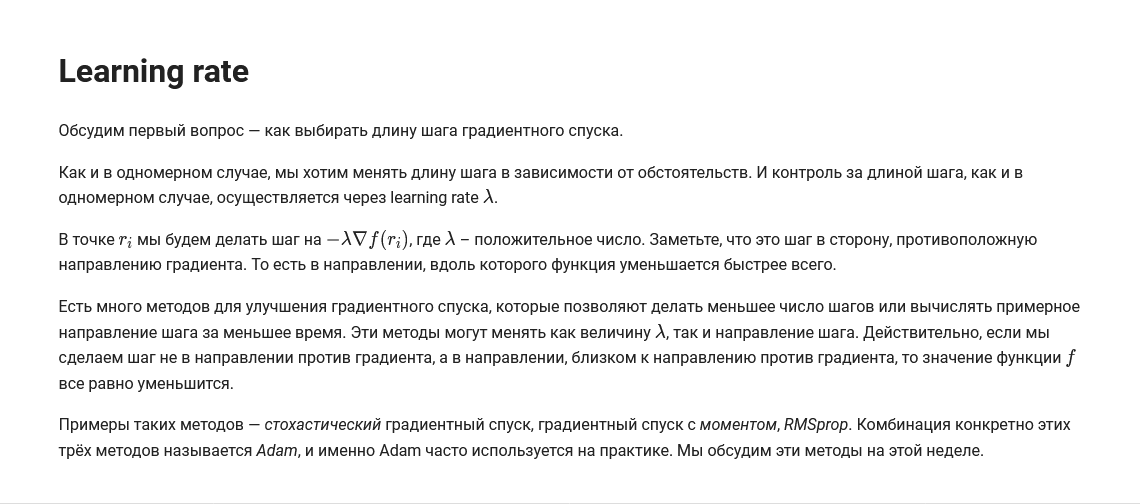 Learning rate
Обсудим первый вопрос — как выбирать длину шага градиентного спуска.
Как и в одномерном случае, мы хотим менять длину шага в зависимости от обстоятельств. И контроль за длиной шага, как и в
одномерном случае, осуществляется через learning rate λ.
В точке rᵢ мы будем делать шаг на −λ∇f(rᵢ), где λ – положительное число. Заметьте, что это шаг в сторону, противоположную
направлению градиента. То есть в направлении, вдоль которого функция уменьшается быстрее всего.
Есть много методов для улучшения градиентного спуска, которые позволяют делать меньшее число шагов или вычислять примерное
направление шага за меньшее время. Эти методы могут менять как величину λ, так и направление шага. Действительно, если мы
сделаем шаг не в направлении против градиента, а в направлении, близком к направлению против градиента, то значение функции f
все равно уменьшится.
Примеры таких методов — стохастический градиентный спуск, градиентный спуск с моментом, RMSprop. Комбинация конкретно этих
трёх методов называется Adam, и именно Adam часто используется на практике. Мы обсудим эти методы на этой неделе.